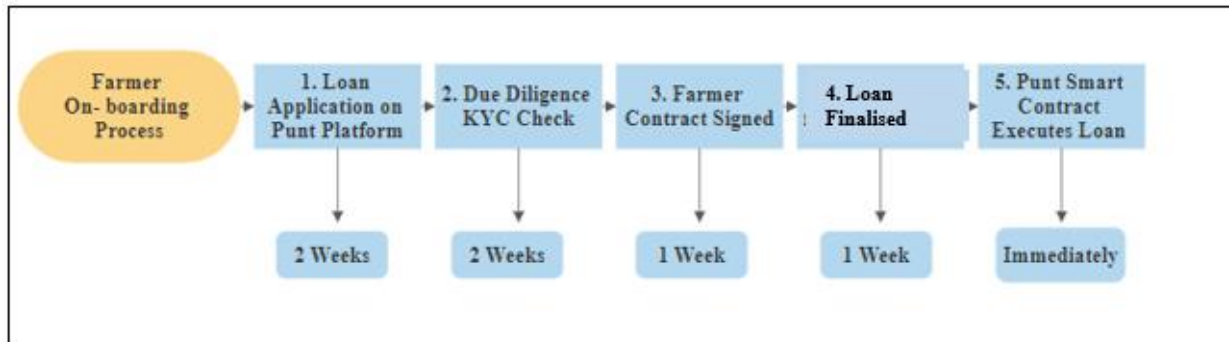 Farmer
On- boarding
Process
1. Loan
Application on
Punt Platform
2. Due Diligence
KYC Check
3. Farmer
Contract Signed
4. Loan
: Finalised
5. Punt Smart
Contract
Executes Loan
2 Weeks
2 Weeks
1 Week
1 Week
Immediately